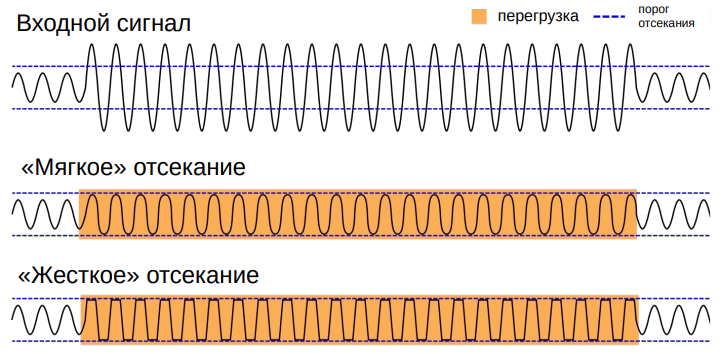 Входной сигнал
перегрузка
порог
отсекания
«Мягкое» отсекание
«Жесткое» отсекание